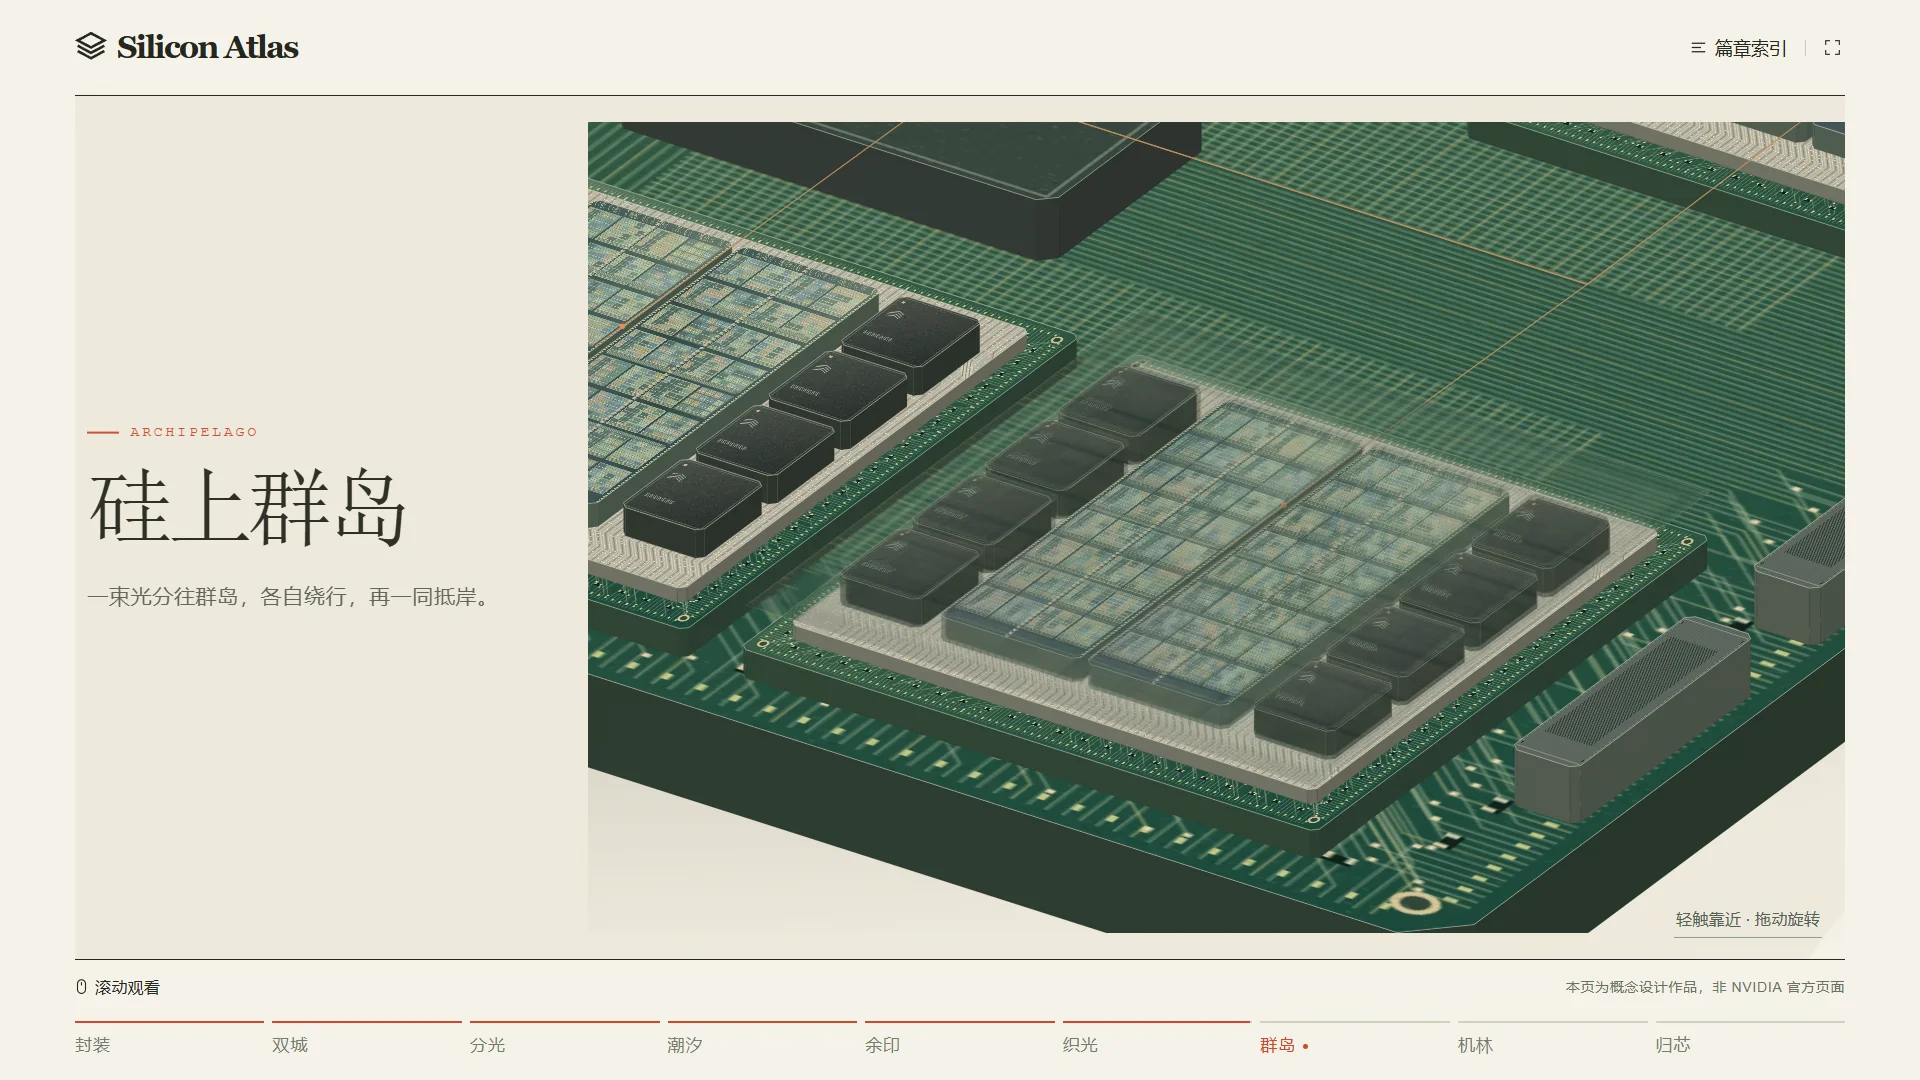 Silicon Atlas
篇章索引
ARCHIPELAGO
硅上群岛
一束光分往群岛，各自绕行，再一同抵岸。
轻触靠近 · 拖动旋转
滚动观看
本页为概念设计作品，非 NVIDIA 官方页面
封装
双城
分光
潮汐
余印
织光
群岛
机林
归芯